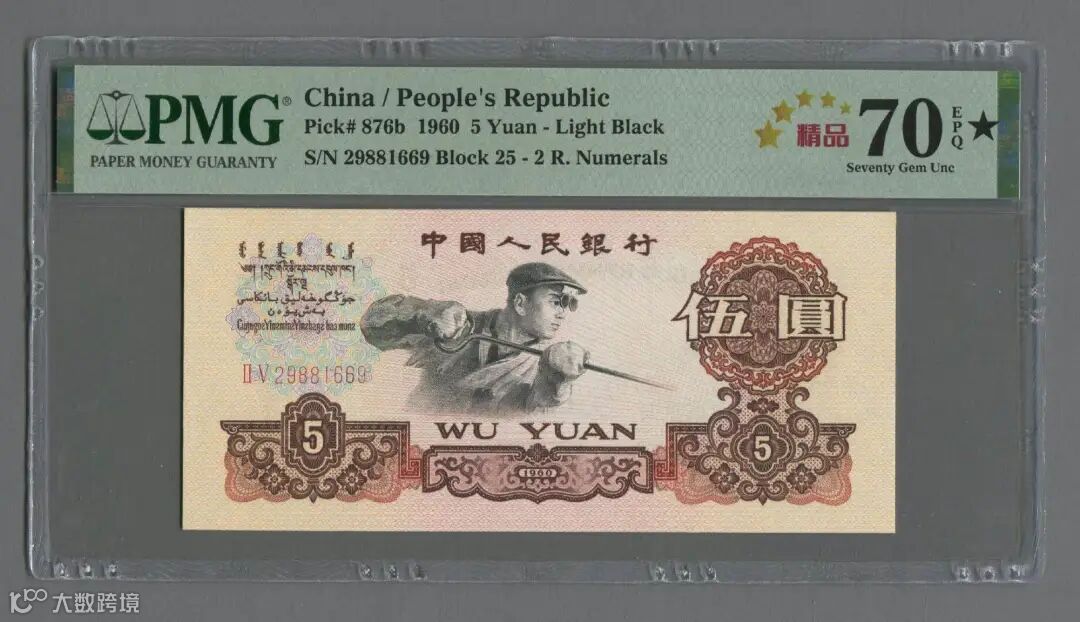 PMG®
PAPER MONEY GUARANTY
China / People's Republic
Pick# 876b 1960 5 Yuan - Light Black
S/N 29881669 Block 25 - 2 R. Numerals
精品
70
EPQ
★
Seventy Gem Unc
中國人民銀行
伍圓
ⅡⅤ29881669
5
WU YUAN
1960
5
大数跨境